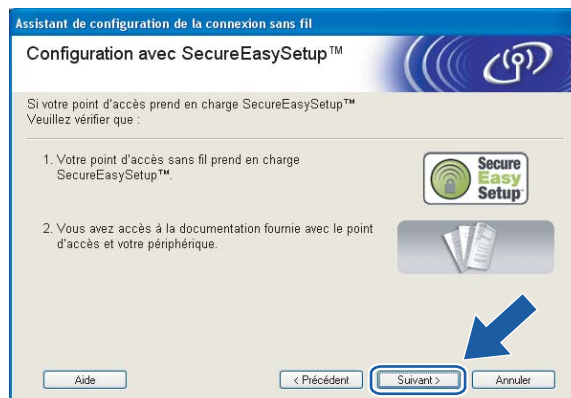 Assistant de configuration de la connexion sans fil
Configuration avec SecureEasySetup™
Si votre point d'accès prend en charge SecureEasySetup™
Veuillez vérifier que :
1. Votre point d'accès sans fil prend en charge
SecureEasySetup™.
Secure
Easy
Setup™
2. Vous avez accès à la documentation fournie avec le point
d'accès et votre périphérique.
Aide
< Précédent
Suivant >
Annuler